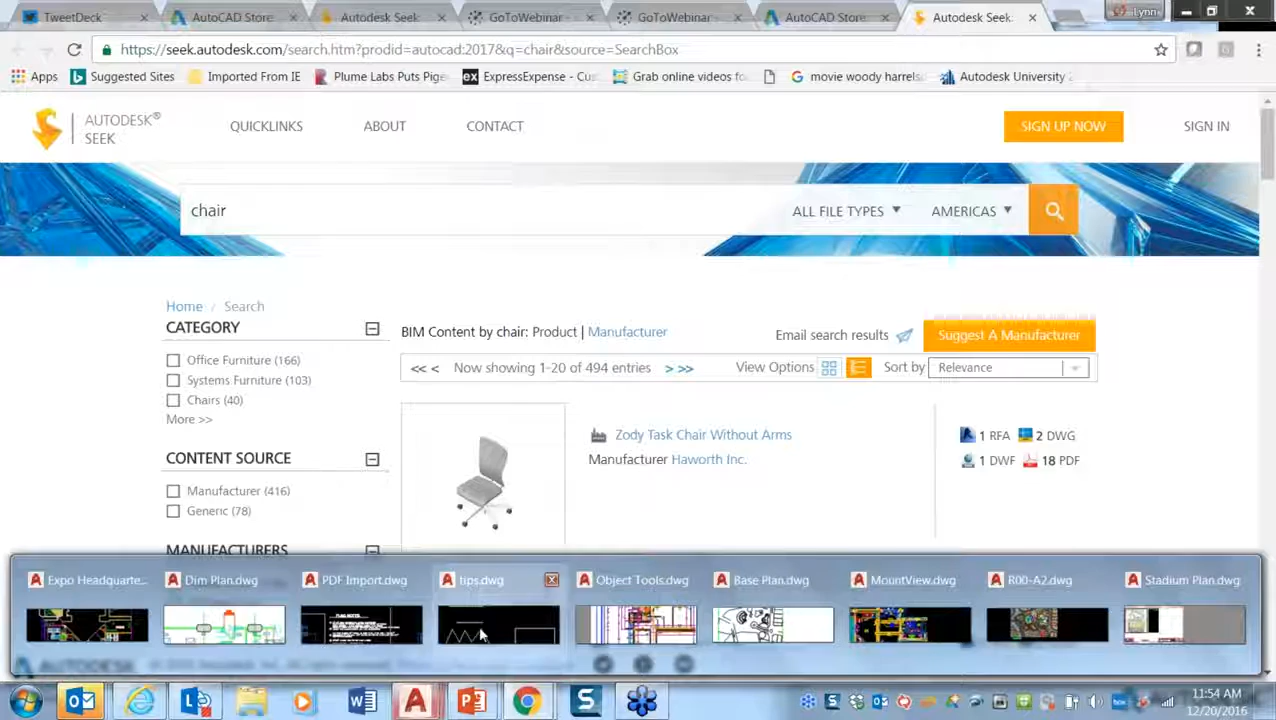 TweetDeck
AutoCAD Store
Autodesk Seek
GoToWebinar -
GoToWebinar
AutoCAD Store
Autodesk Seek
Lynn
https://seek.autodesk.com/search.htm?prodid=autocad:2017&q=chair&source=SearchBox
Apps
Suggested Sites
Imported From IE
Plume Labs Puts Pige
ExpressExpense - Cu
Grab online videos fo
movie woody harrels
Autodesk University
AUTODESK®
SEEK
QUICKLINKS
ABOUT
CONTACT
SIGN UP NOW
SIGN IN
chair
ALL FILE TYPES
AMERICAS
Home / Search
CATEGORY
BIM Content by chair: Product | Manufacturer
Email search results
Suggest A Manufacturer
Office Furniture (166)
<< < Now showing 1-20 of 494 entries > >>
View Options
Sort by
Relevance
Systems Furniture (103)
Chairs (40)
More >>
Zody Task Chair Without Arms
1 RFA
2 DWG
CONTENT SOURCE
Manufacturer Haworth Inc.
1 DWF
18 PDF
Manufacturer (416)
Generic (78)
MANUFACTURERS
Expo Headquarte...
Dim Plan.dwg
PDF Import.dwg
tips.dwg
Object Tools.dwg
Base Plan.dwg
MountView.dwg
R00-A2.dwg
Stadium Plan.dwg
AUTODESK
11:54 AM
12/20/2016